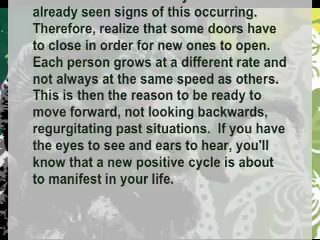 already seen signs of this occurring.
Therefore, realize that some doors have
to close in order for new ones to open.
Each person grows at a different rate and
not always at the same speed as others.
This is then the reason to be ready to
move forward, not looking backwards,
regurgitating past situations.  If you have
the eyes to see and ears to hear, you'll
know that a new positive cycle is about
to manifest in your life.